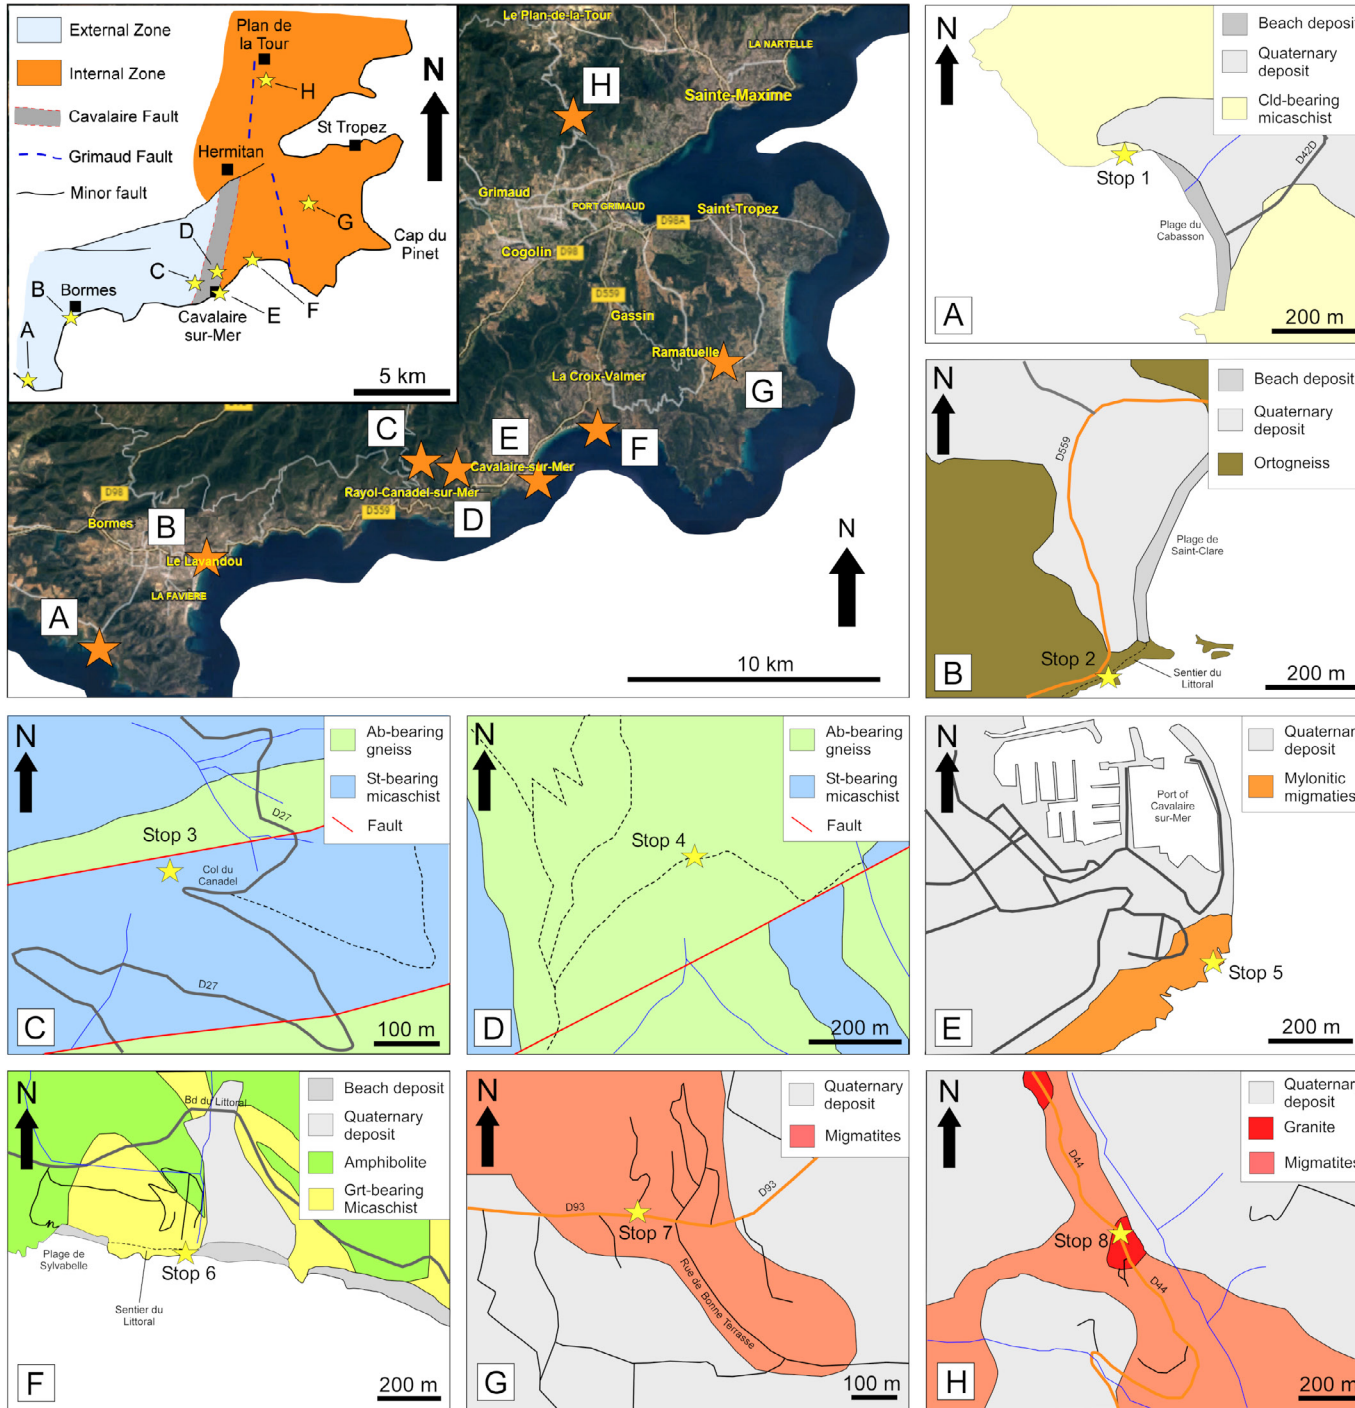 External Zone
Internal Zone
Cavalaire Fault
Grimaud Fault
Minor fault
Plan de
la Tour
H
N
St Tropez
Hermitan
G
D
C
Cap du
Pinet
B
Bormes
F
A
Cavalaire
sur-Mer
E
5 km
Le Plan-de-la-Tour
LA NARTELLE
H
Sainte-Maxime
Grimaud
PORT GRIMAUD
Saint-Tropez
D98A
Cogolin
D98
D559
Gassin
Ramatuelle
La Croix-Valmer
G
C
E
F
Cavalaire-sur-Mer
Rayol-Canadel-sur-Mer
D98
D559
D
Bormes
B
Le Lavandou
LA FAVIERE
A
N
10 km
N
Beach deposit
Quaternary
deposit
Cld-bearing
micaschist
Stop 1
D42D
Plage du
Cabasson
A
200 m
N
Beach deposit
Quaternary
deposit
Ortogneiss
D559
Plage de
Saint-Clare
Stop 2
Sentier du
Littoral
B
200 m
N
Ab-bearing
gneiss
St-bearing
micaschist
Fault
D27
Stop 3
Col du
Canadel
D27
C
100 m
N
Ab-bearing
gneiss
St-bearing
micaschist
Fault
Stop 4
D
200 m
N
Quaternary
deposit
Mylonitic
migmaties
Port of
Cavalaire
sur-Mer
Stop 5
E
200 m
N
Beach deposit
Quaternary
deposit
Amphibolite
Grt-bearing
Micaschist
Bd du Littoral
Plage de
Sylvabelle
Stop 6
Sentier du
Littoral
F
200 m
N
Quaternary
deposit
Migmatites
D93
D93
Stop 7
Rue de Bonne Terrasse
G
100 m
N
Quaternary
deposit
Granite
Migmatites
D44
Stop 8
D44
H
200 m